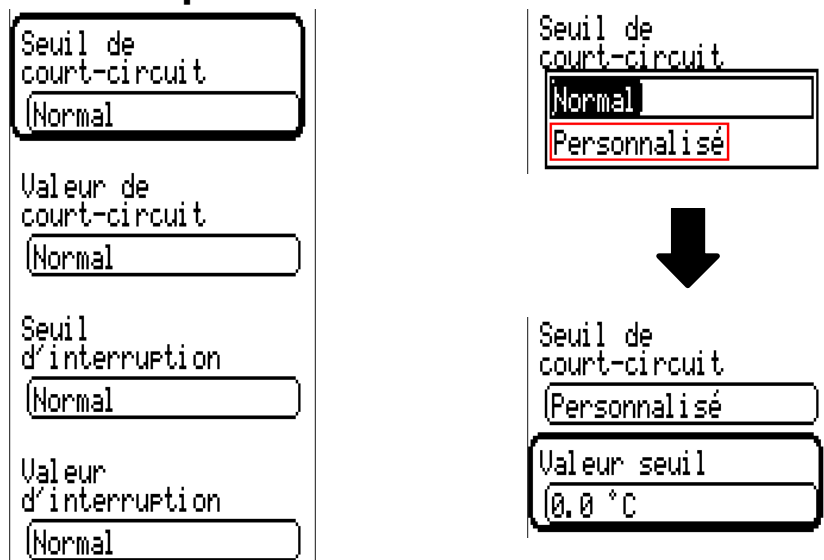 Seuil de
court-circuit
Normal
Valeur de
court-circuit
Normal
Seuil
d'interruption
Normal
Valeur
d'interruption
Normal
Seuil de
court-circuit
Normal
Personnalisé
Seuil de
court-circuit
Personnalisé
Valeur seuil
0.0 °C